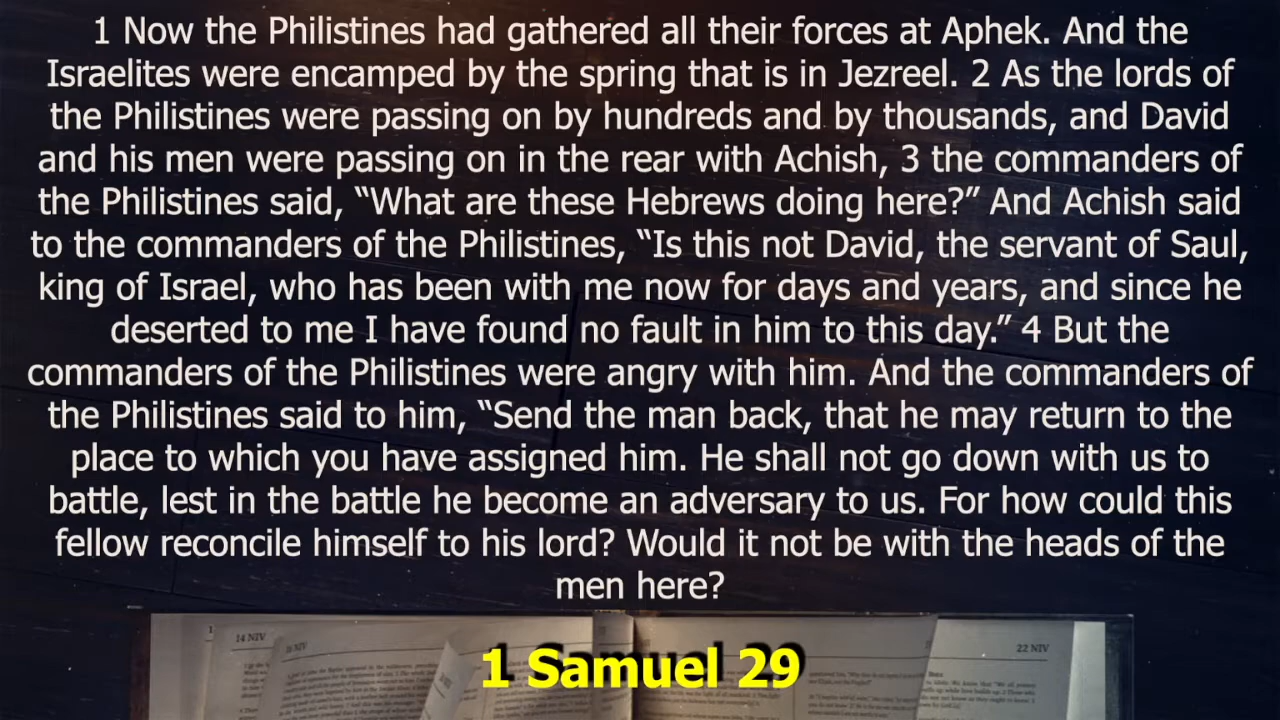 1 Now the Philistines had gathered all their forces at Aphek. And the
Israelites were encamped by the spring that is in Jezreel. 2 As the lords of
the Philistines were passing on by hundreds and by thousands, and David
and his men were passing on in the rear with Achish, 3 the commanders of
the Philistines said, “What are these Hebrews doing here?” And Achish said
to the commanders of the Philistines, “Is this not David, the servant of Saul,
king of Israel, who has been with me now for days and years, and since he
deserted to me I have found no fault in him to this day.” 4 But the
commanders of the Philistines were angry with him. And the commanders of
the Philistines said to him, “Send the man back, that he may return to the
place to which you have assigned him. He shall not go down with us to
battle, lest in the battle he become an adversary to us. For how could this
fellow reconcile himself to his lord? Would it not be with the heads of the
men here?
14 NIV
22 NIV
1 Samuel 29